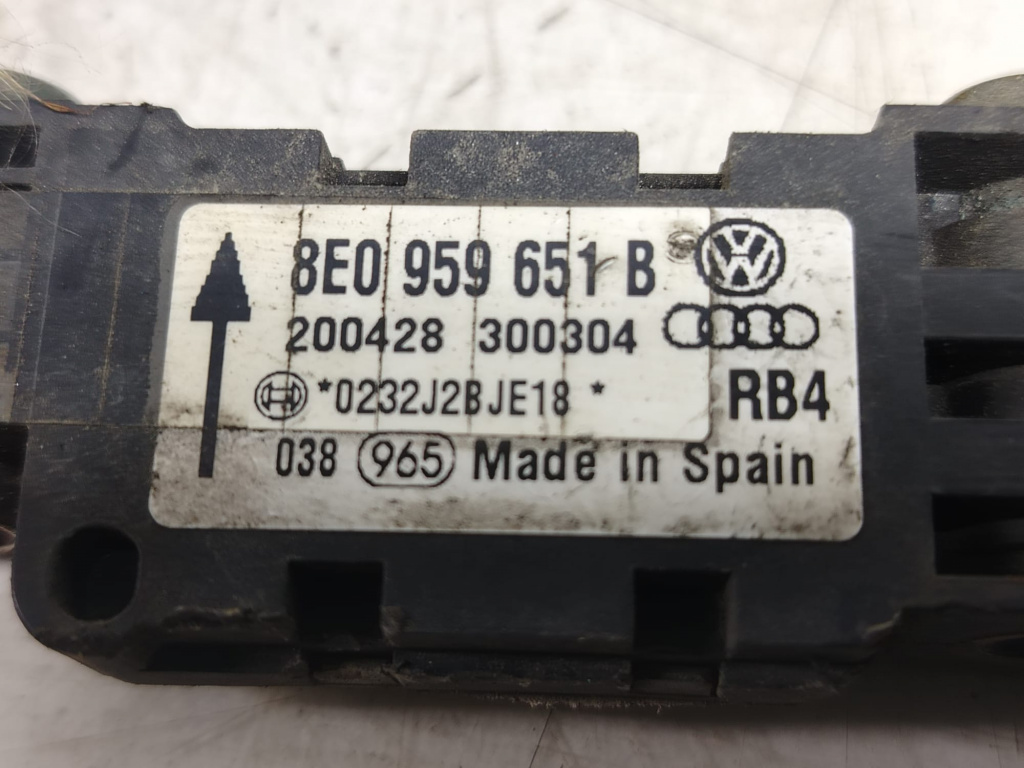 8E0 959 651 B
200428 300304
*0232J2BJE18 * RB4
038 965 Made in Spain